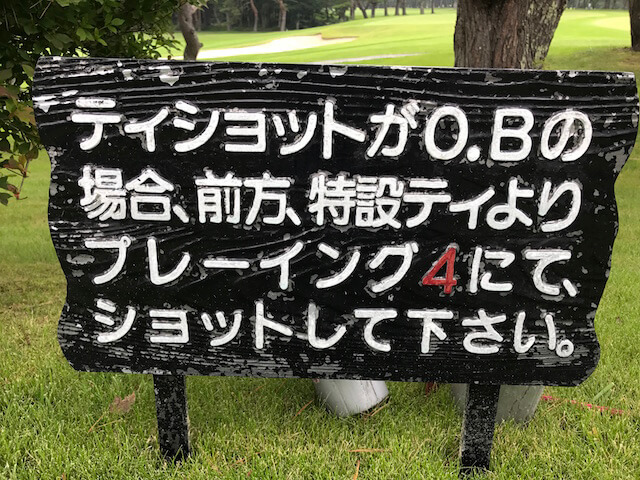 ティショットがO.Bの
場合、前方、特設ティより
プレーイング4にて、
ショットして下さい。